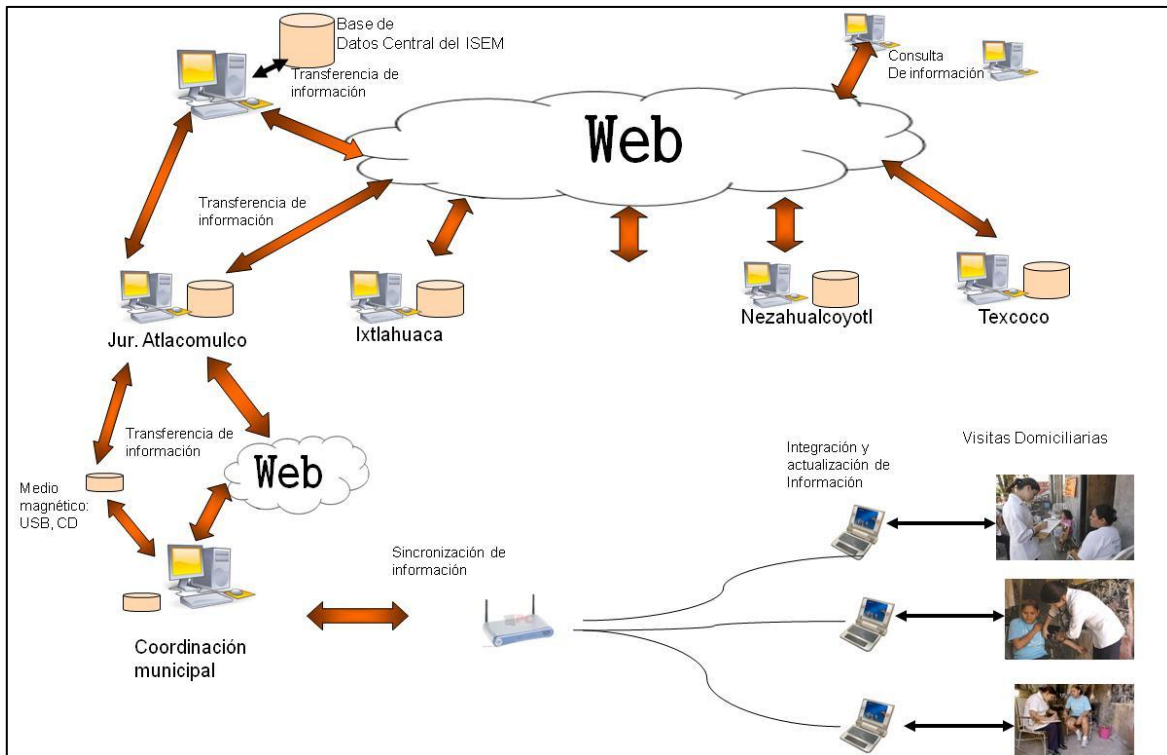 Base de
Datos Central del ISEM
Transferencia de
información
Consulta
De información
Web
Transferencia de
información
Jur. Atlacomulco
Ixtlahuaca
Nezahualcoyotl
Texcoco
Transferencia de
información
Web
Medio
magnético:
USB, CD
Coordinación
municipal
Sincronización de
información
Integración y
actualización de
Información
Visitas Domiciliarias